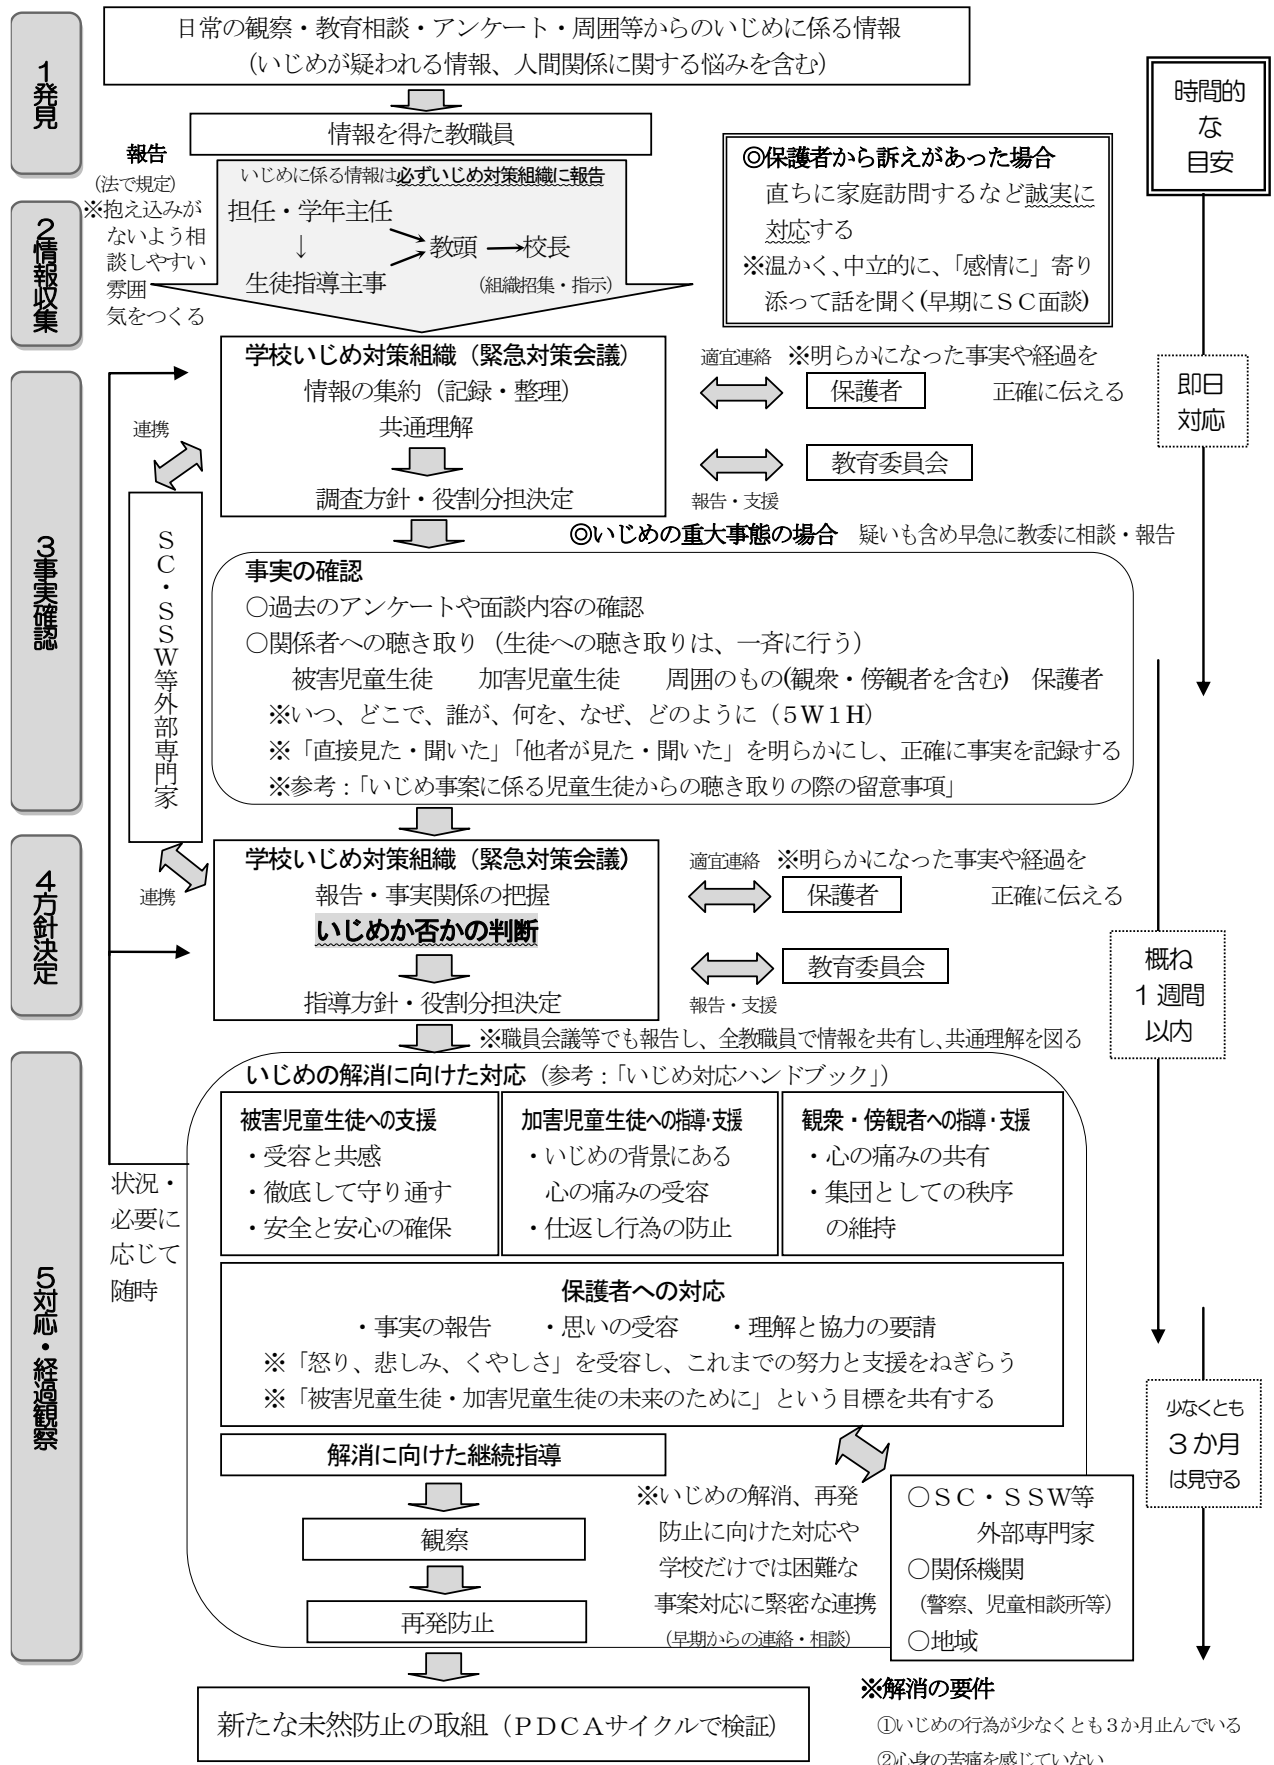 1発見
日常の観察・教育相談・アンケート・周囲等からのいじめに係る情報
(いじめが疑われる情報、人間関係に関する悩みを含む)
時間的
な
目安
情報を得た教職員
報告
(法で規定)
※抱え込みが
ないよう相
談しやすい
雰囲
気をつくる
いじめに係る情報は必ずいじめ対策組織に報告
担任・学年主任
↓
教頭
校長
生徒指導主事
(組織招集・指示)
◎保護者から訴えがあった場合
直ちに家庭訪問するなど誠実に
対応する
※温かく、中立的に、「感情に」寄り
添って話を聞く(早期にSC面談)
2情報収集
学校いじめ対策組織(緊急対策会議)
情報の集約(記録・整理)
共通理解
調査方針・役割分担決定
適宜連絡 ※明らかになった事実や経過を
保護者 正確に伝える
教育委員会
報告・支援
即日
対応
連携
SC・SSW等外部専門家
3事実確認
◎いじめの重大事態の場合 疑いも含め早急に教委に相談・報告
事実の確認
○過去のアンケートや面談内容の確認
○関係者への聴き取り(生徒への聴き取りは、一斉に行う)
被害児童生徒 加害児童生徒 周囲のもの(観衆・傍観者を含む) 保護者
※いつ、どこで、誰が、何を、なぜ、どのように(5W1H)
※「直接見た・聞いた」「他者が見た・聞いた」を明らかにし、正確に事実を記録する
※参考:「いじめ事案に係る児童生徒からの聴き取りの際の留意事項」
4方針決定
連携
学校いじめ対策組織(緊急対策会議)
報告・事実関係の把握
いじめか否かの判断
指導方針・役割分担決定
適宜連絡 ※明らかになった事実や経過を
保護者 正確に伝える
教育委員会
報告・支援
概ね
1週間
以内
※職員会議等でも報告し、全教職員で情報を共有し、共通理解を図る
5対応・経過観察
いじめの解消に向けた対応(参考:「いじめ対応ハンドブック」)
被害児童生徒への支援
・受容と共感
・徹底して守り通す
・安全と安心の確保
加害児童生徒への指導・支援
・いじめの背景にある
心の痛みの受容
・仕返し行為の防止
観衆・傍観者への指導・支援
・心の痛みの共有
・集団としての秩序
の維持
状況・
必要に
応じて
随時
保護者への対応
・事実の報告 ・思いの受容 ・理解と協力の要請
※「怒り、悲しみ、くやしさ」を受容し、これまでの努力と支援をねぎらう
※「被害児童生徒・加害児童生徒の未来のために」という目標を共有する
少なくとも
3か月
は見守る
解消に向けた継続指導
観察
再発防止
※いじめの解消、再発
防止に向けた対応や
学校だけでは困難な
事案対応に緊密な連携
(早期からの連絡・相談)
○SC・SSW等
外部専門家
○関係機関
(警察、児童相談所等)
○地域
新たな未然防止の取組(PDCAサイクルで検証)
※解消の要件
①いじめの行為が少なくとも3か月止んでいる
②心身の苦痛を感じていない